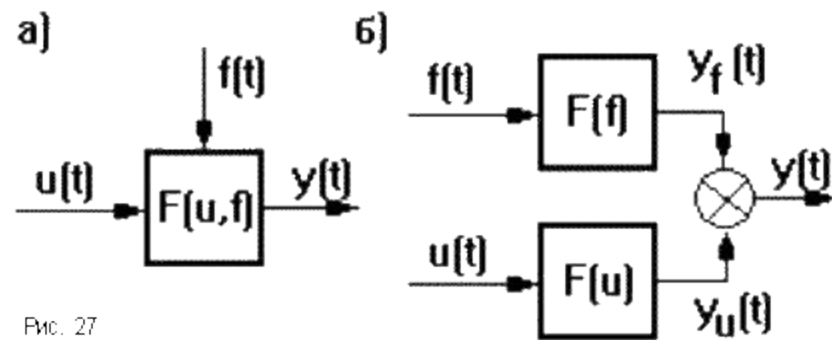 а)
f(t)
u(t)
F(u,f)
y(t)
Рис. 27
б)
f(t)
F(f)
yf (t)
y(t)
u(t)
F(u)
yu(t)